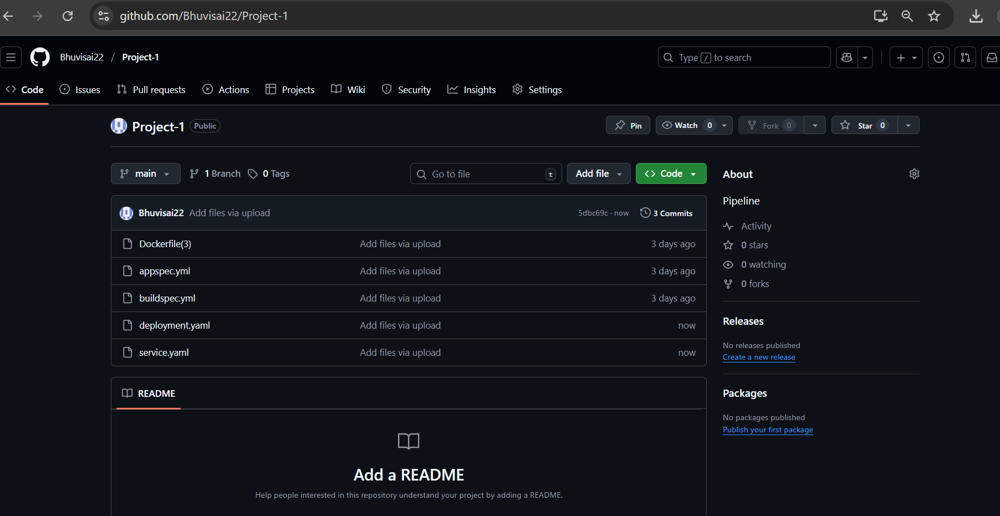 github.com/Bhuvisai22/Project-1
Bhuvisai22 / Project-1
Type / to search
Code Issues Pull requests Actions Projects Wiki Security Insights Settings
Project-1 Public
Pin Watch 0 Fork 0 Star 0
main 1 Branch 0 Tags Go to file t Add file Code
About
Bhuvisai22 Add files via upload 5dbc69c · now 3 Commits
Dockerfile(3) Add files via upload 3 days ago
appspec.yml Add files via upload 3 days ago
buildspec.yml Add files via upload 3 days ago
deployment.yaml Add files via upload now
service.yaml Add files via upload now
README
Add a README
Help people interested in this repository understand your project by adding a README.
Pipeline
Activity
0 stars
0 watching
0 forks
Releases
No releases published
Create a new release
Packages
No packages published
Publish your first package